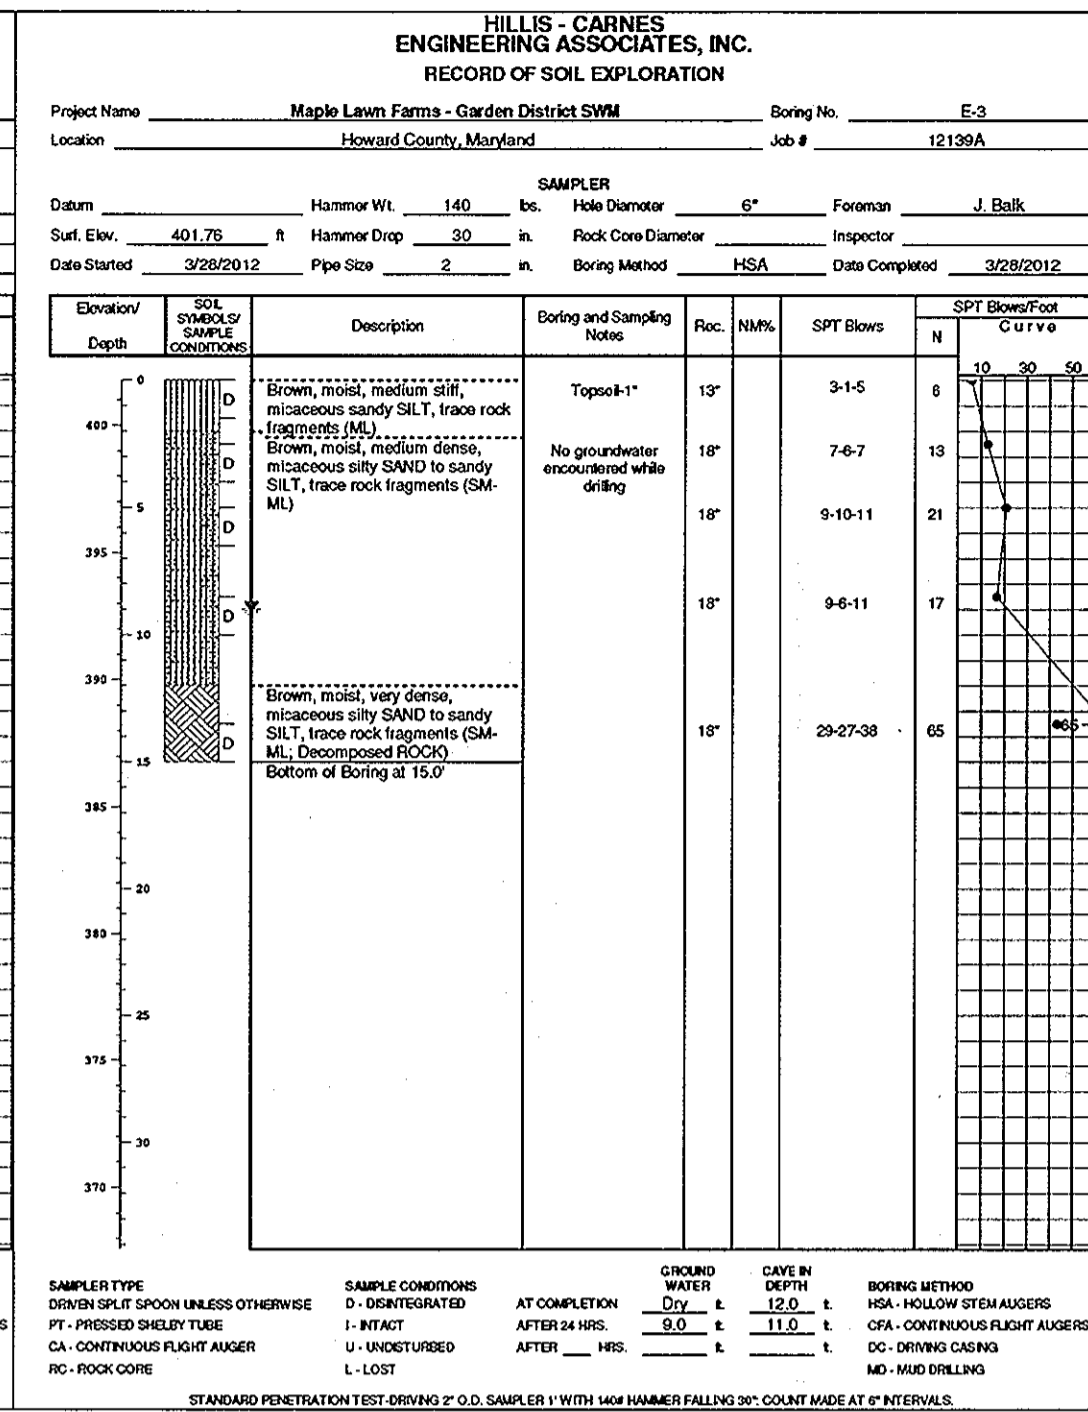 HILLIS - CARNES
ENGINEERING ASSOCIATES, INC.
RECORD OF SOIL EXPLORATION
Project Name Maple Lawn Farms - Garden District SWM Boring No. E-3
Location Howard County, Maryland Job # 12139A
SAMPLER
Datum Hammer Wt. 140 lbs. Hole Diameter 6" Foreman J. Balk
Surf. Elev. 401.76 ft Hammer Drop 30 in. Rock Core Diameter Inspector
Date Started 3/28/2012 Pipe Size 2 in. Boring Method HSA Date Completed 3/28/2012
Elevation/
Depth
SOIL
SYMBOLS/
SAMPLE
CONDITIONS
Description
Boring and Sampling
Notes
Rec.
NM%
SPT Blows
SPT Blows/Foot
N
Curve
10 30 50
0
D
Brown, moist, medium stiff,
micaceous sandy SILT, trace rock
fragments (ML)
Topsoil-1"
13"
3-1-5
6
400
D
Brown, moist, medium dense,
micaceous silty SAND to sandy
SILT, trace rock fragments (SM-
ML)
No groundwater
encountered while
drilling
18"
7-6-7
13
5
D
18"
9-10-11
21
395
D
18"
9-6-11
17
10
390
Brown, moist, very dense,
micaceous silty SAND to sandy
SILT, trace rock fragments (SM-
ML; Decomposed ROCK)
D
18"
29-27-38
65
65
15
Bottom of Boring at 15.0'
385
20
380
25
375
30
370
SAMPLER TYPE
DRIVEN SPLIT SPOON UNLESS OTHERWISE
PT - PRESSED SHELBY TUBE
CA - CONTINUOUS FLIGHT AUGER
RC - ROCK CORE
SAMPLE CONDITIONS
D - DISINTEGRATED
I - INTACT
U - UNDISTURBED
L - LOST
GROUND
WATER
CAVE IN
DEPTH
AT COMPLETION Dry ft. 12.0 ft.
AFTER 24 HRS. 9.0 ft. 11.0 ft.
AFTER HRS. ft. ft.
BORING METHOD
HSA - HOLLOW STEM AUGERS
CFA - CONTINUOUS FLIGHT AUGERS
DC - DRIVING CASING
MD - MUD DRILLING
STANDARD PENETRATION TEST-DRIVING 2" O.D. SAMPLER 1' WITH 140# HAMMER FALLING 30": COUNT MADE AT 6" INTERVALS.